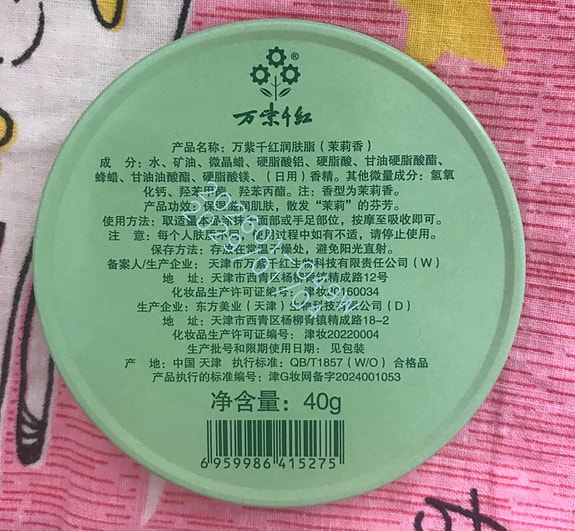 ®
万紫千红
产品名称：万紫千红润肤脂（茉莉香）
成 分：水、矿油、微晶蜡、硬脂酸铝、硬脂酸、甘油硬脂酸酯、
蜂蜡、甘油油酸酯、硬脂酸镁、（日用）香精。其他微量成分：氢氧
化钙、羟苯甲酯、羟苯丙酯。注：香型为茉莉香。
产品功效：保湿滋润肌肤，散发“茉莉”的芬芳。
使用方法：取适量本品涂抹于面部或手足部位，按摩至吸收即可。
注 意：每个人肤质不同，使用过程中如有不适，请停止使用。
保存方法：存放在常温干燥处，避免阳光直射。
备案人/生产企业：天津市万紫千红生物科技有限责任公司（W）
地 址：天津市西青区杨柳青镇精成路12号
化妆品生产许可证编号：津妆20160034
生产企业：东方美业（天津）生物科技有限公司（D）
地 址：天津市西青区杨柳青镇精成路18-2
化妆品生产许可证编号：津妆20220004
生产批号和限期使用日期：见包装
产 地：中国 天津 执行标准：QB/T1857（W/O）合格品
产品执行的标准编号：津G妆网备字2024001053
净含量：40g
6 959986 415275